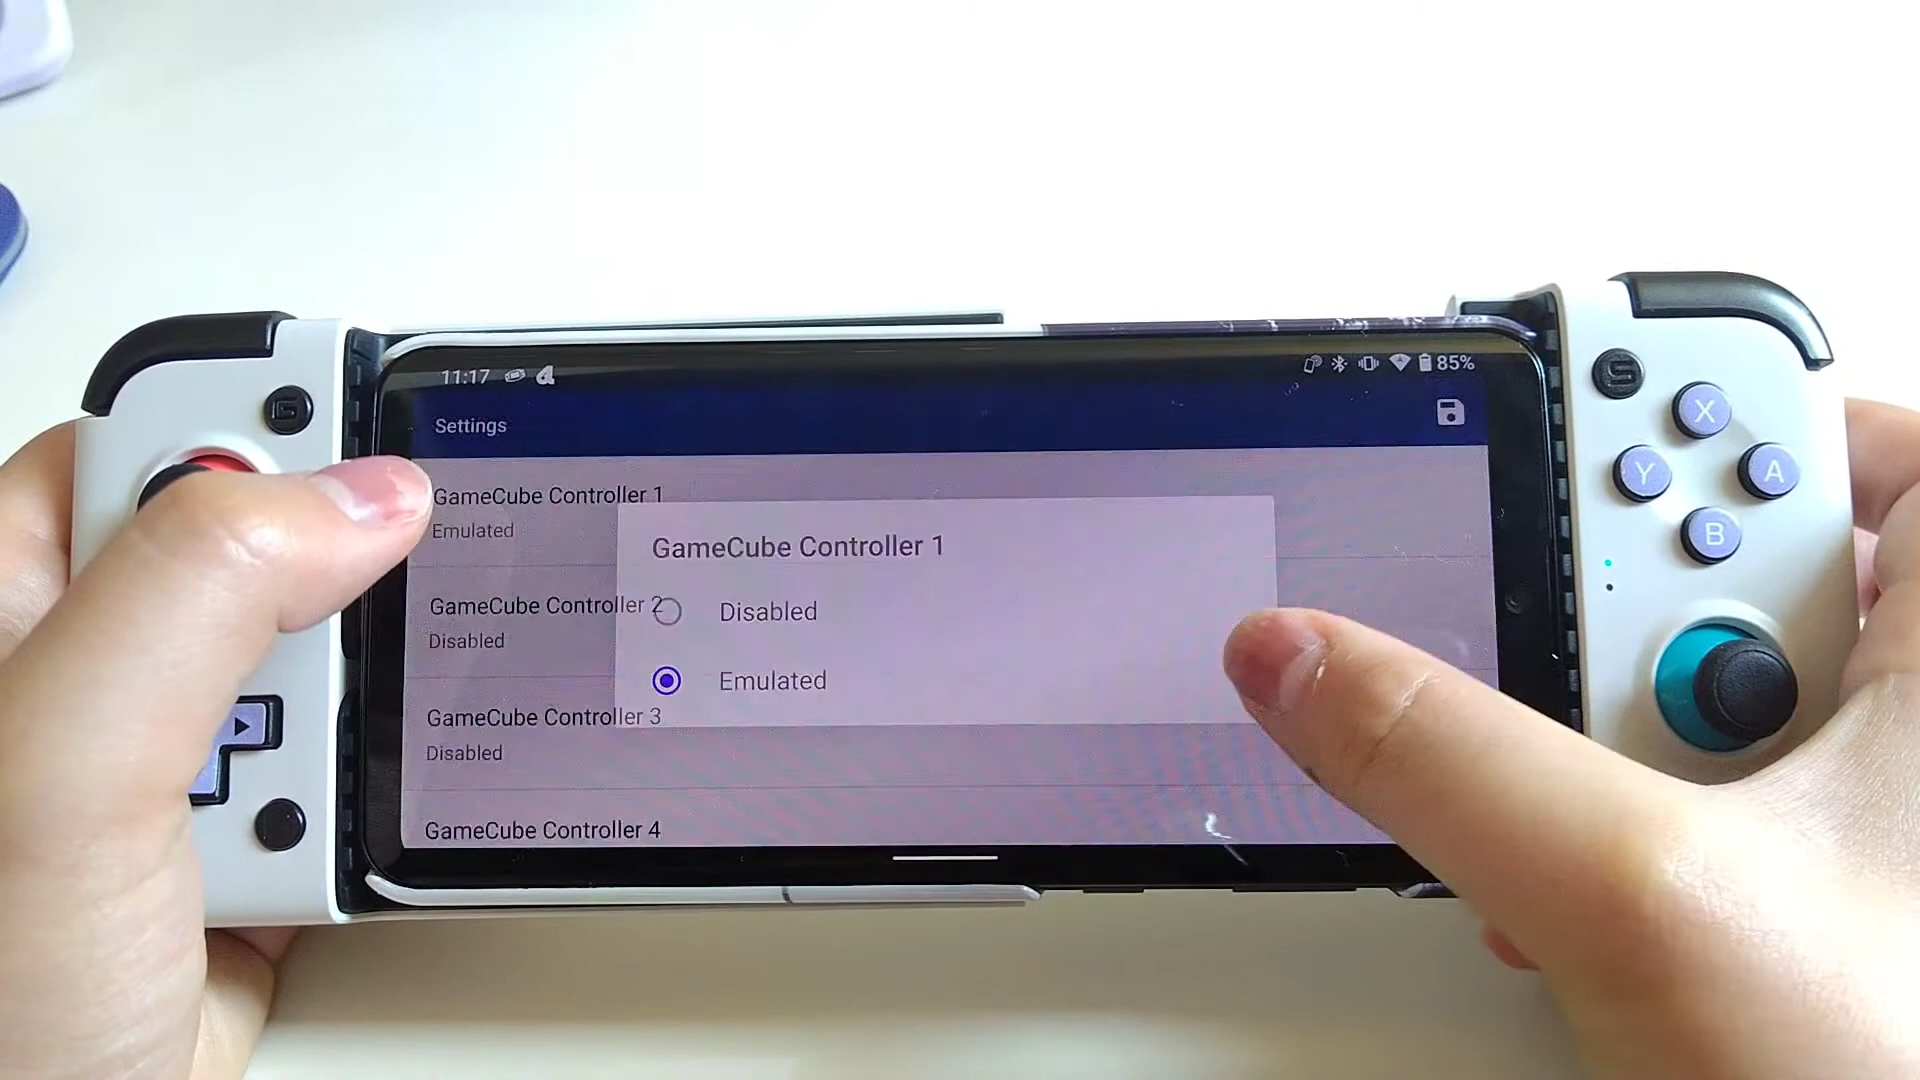 11:17
85%
Settings
GameCube Controller 1
Emulated
GameCube Controller 2
Disabled
GameCube Controller 3
Disabled
GameCube Controller 4
GameCube Controller 1
Disabled
Emulated
G
S
X
Y
A
B